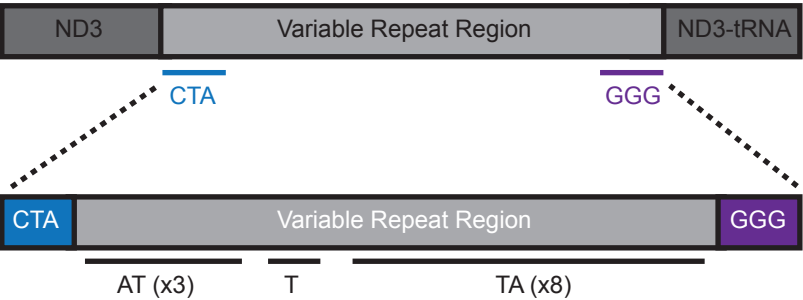 ND3 Variable Repeat Region ND3-tRNA
CTA GGG
CTA Variable Repeat Region GGG
AT (x3) T TA (x8)